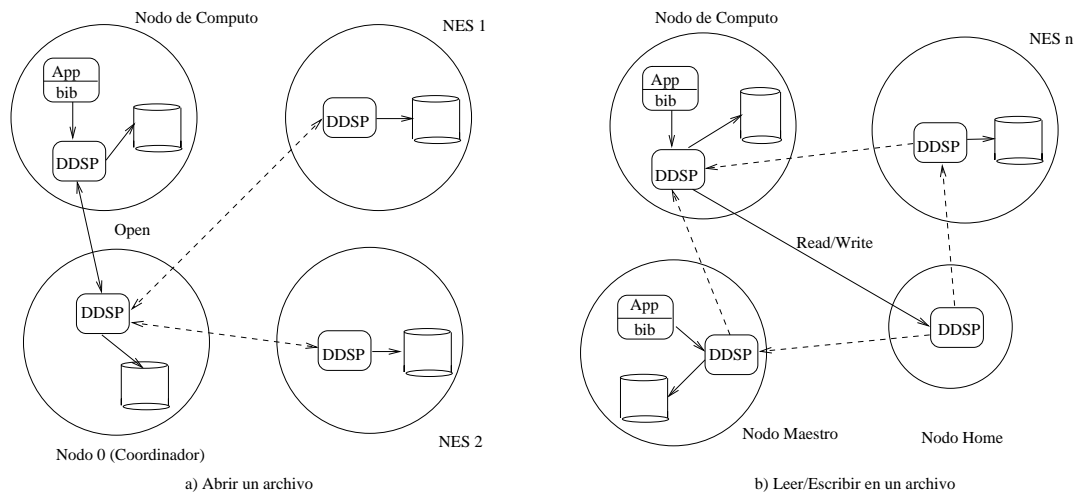 Nodo de Computo
NES 1
App
bib
DDSP
DDSP
Open
DDSP
DDSP
Nodo 0 (Coordinador)
NES 2
a) Abrir un archivo
Nodo de Computo
NES n
App
bib
DDSP
DDSP
Read/Write
App
bib
DDSP
DDSP
Nodo Maestro
Nodo Home
b) Leer/Escribir en un archivo